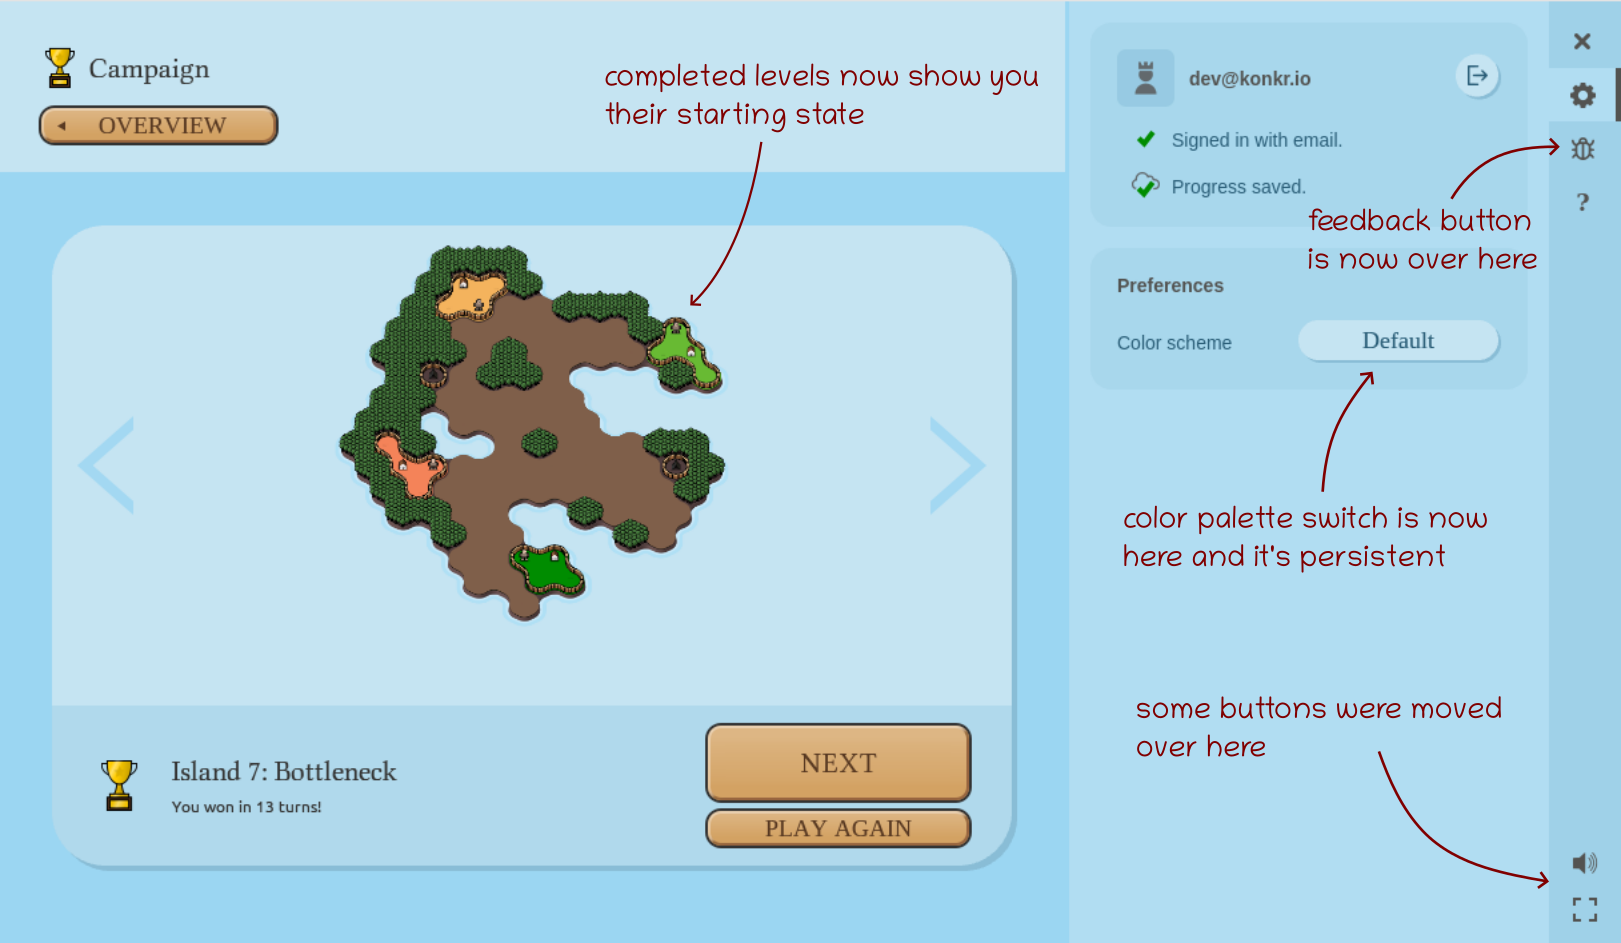 Campaign
OVERVIEW
completed levels now show you
their starting state
dev@konkr.io
Signed in with email.
Progress saved.
feedback button
is now over here
?
Preferences
Color scheme
Default
color palette switch is now
here and it's persistent
some buttons were moved
over here
Island 7: Bottleneck
You won in 13 turns!
NEXT
PLAY AGAIN